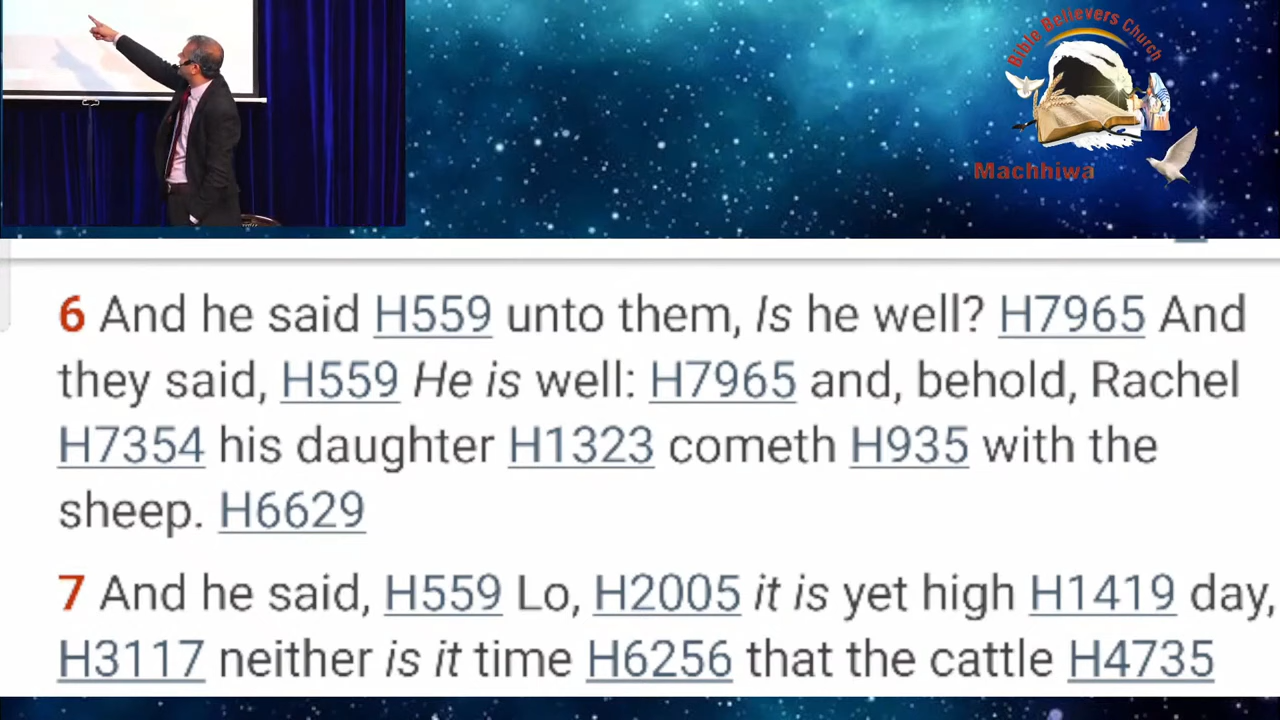 Bible Believers Church
Machhiwa
6 And he said H559 unto them, Is he well? H7965 And
they said, H559 He is well: H7965 and, behold, Rachel
H7354 his daughter H1323 cometh H935 with the
sheep. H6629
7 And he said, H559 Lo, H2005 it is yet high H1419 day,
H3117 neither is it time H6256 that the cattle H4735